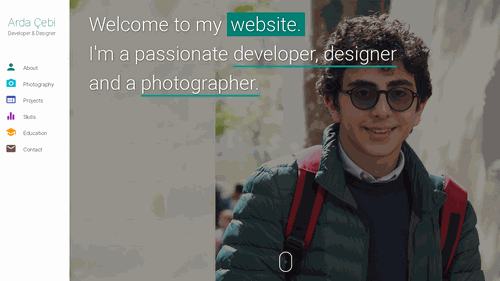 Arda Çebi
Developer & Designer
About
Photography
Projects
Skills
Education
Contact
Welcome to my website.
I'm a passionate developer, designer
and a photographer.